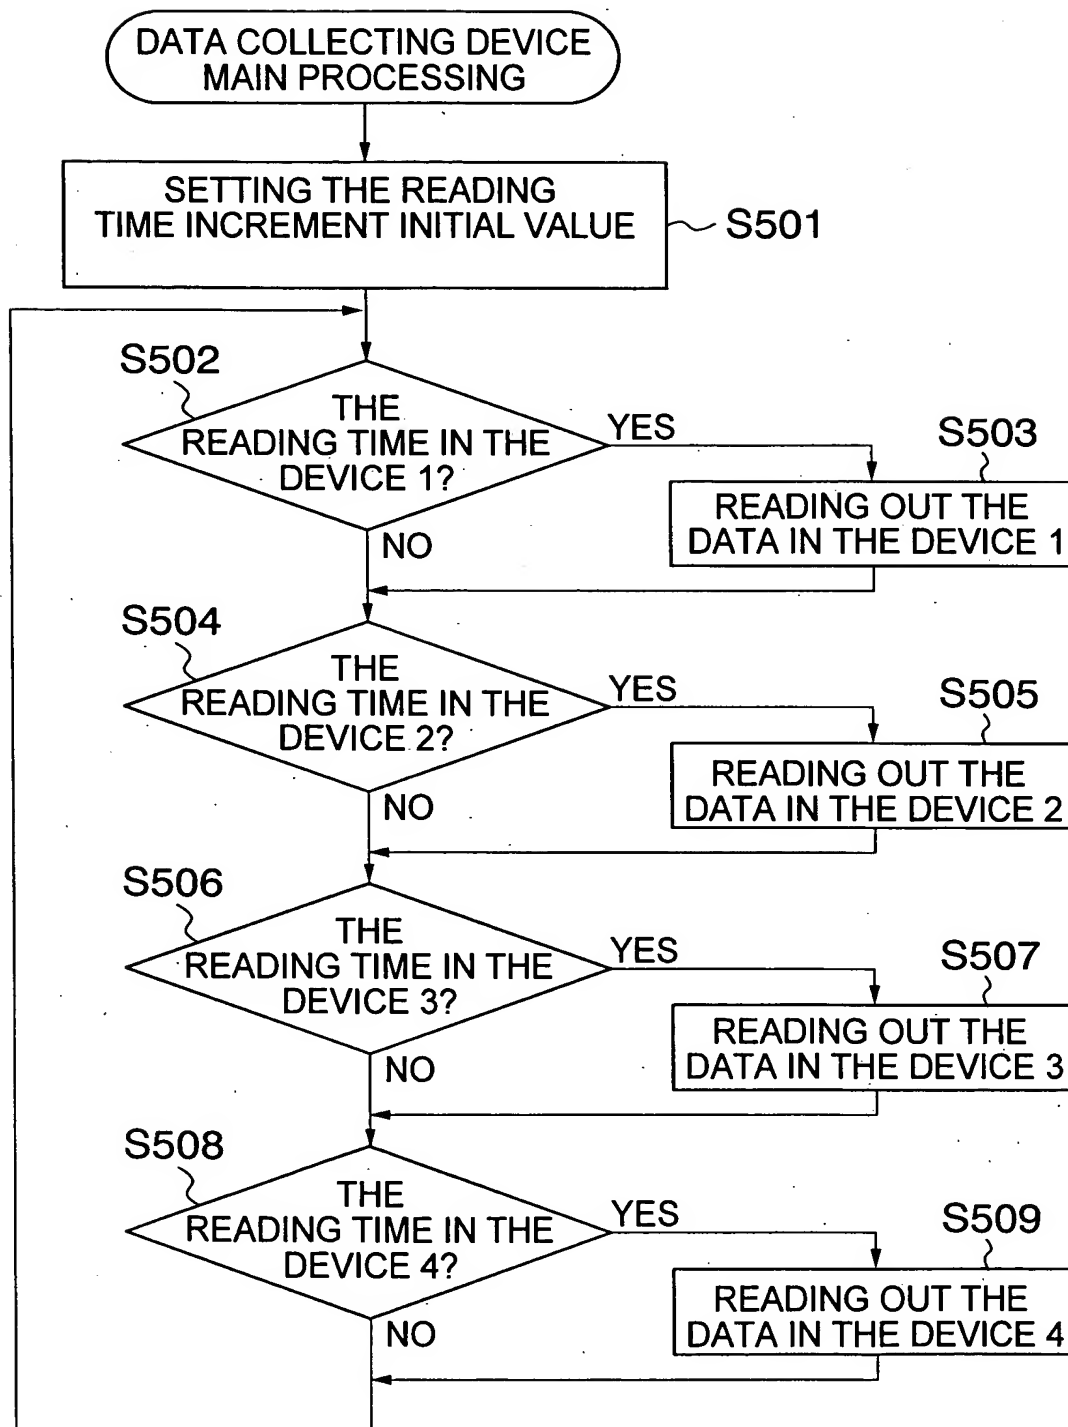 DATA COLLECTING DEVICE
MAIN PROCESSING
SETTING THE READING
TIME INCREMENT INITIAL VALUE
S501
S502
THE
READING TIME IN THE
DEVICE 1?
YES
NO
S503
READING OUT THE
DATA IN THE DEVICE 1
S504
THE
READING TIME IN THE
DEVICE 2?
YES
NO
S505
READING OUT THE
DATA IN THE DEVICE 2
S506
THE
READING TIME IN THE
DEVICE 3?
YES
NO
S507
READING OUT THE
DATA IN THE DEVICE 3
S508
THE
READING TIME IN THE
DEVICE 4?
YES
NO
S509
READING OUT THE
DATA IN THE DEVICE 4